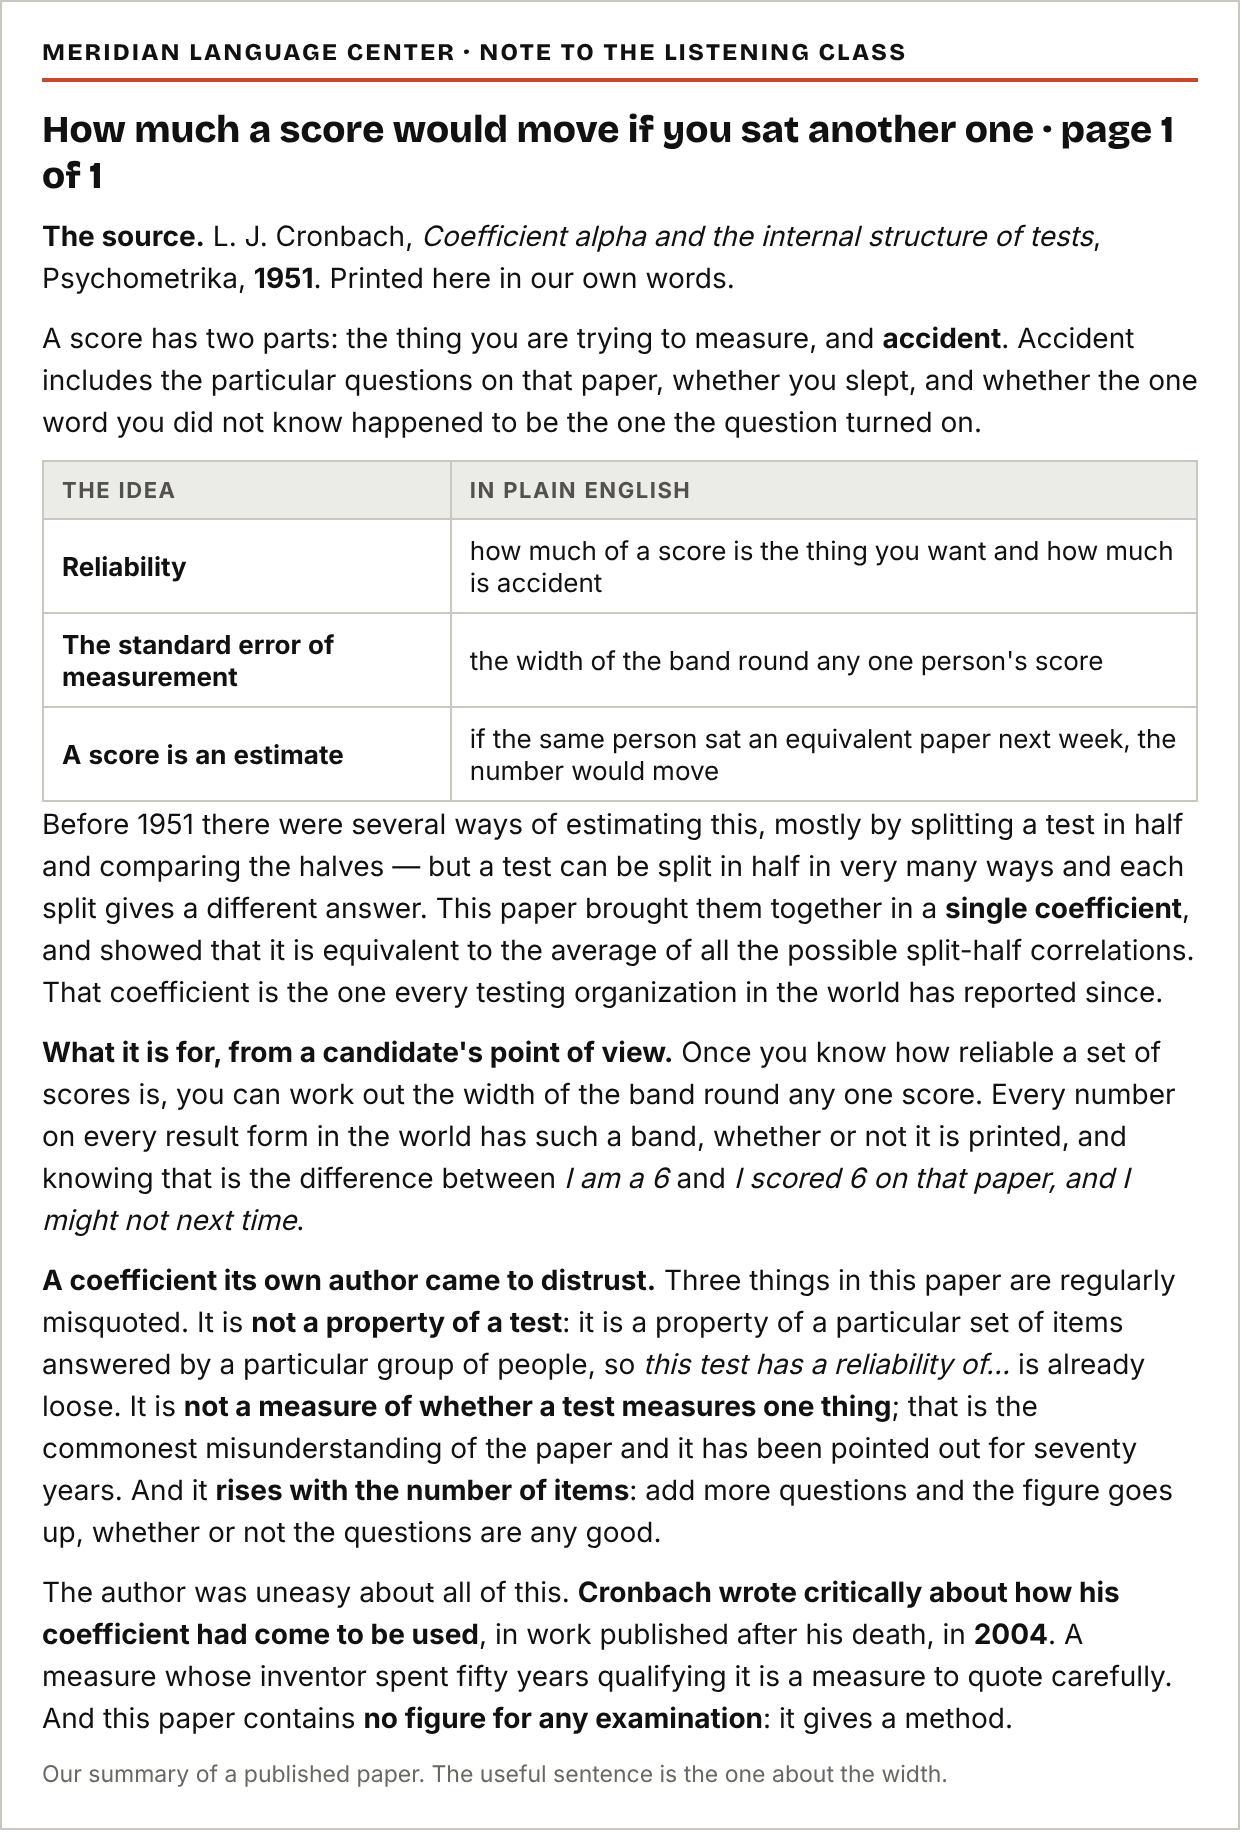 MERIDIAN LANGUAGE CENTER · NOTE TO THE LISTENING CLASS
How much a score would move if you sat another one · page 1
of 1
The source. L. J. Cronbach, Coefficient alpha and the internal structure of tests,
Psychometrika, 1951. Printed here in our own words.
A score has two parts: the thing you are trying to measure, and accident. Accident
includes the particular questions on that paper, whether you slept, and whether the one
word you did not know happened to be the one the question turned on.
THE IDEA
IN PLAIN ENGLISH
Reliability
how much of a score is the thing you want and how much
is accident
The standard error of
measurement
the width of the band round any one person's score
A score is an estimate
if the same person sat an equivalent paper next week, the
number would move
Before 1951 there were several ways of estimating this, mostly by splitting a test in half
and comparing the halves — but a test can be split in half in very many ways and each
split gives a different answer. This paper brought them together in a single coefficient,
and showed that it is equivalent to the average of all the possible split-half correlations.
That coefficient is the one every testing organization in the world has reported since.
What it is for, from a candidate's point of view. Once you know how reliable a set of
scores is, you can work out the width of the band round any one score. Every number
on every result form in the world has such a band, whether or not it is printed, and
knowing that is the difference between I am a 6 and I scored 6 on that paper, and I
might not next time.
A coefficient its own author came to distrust. Three things in this paper are regularly
misquoted. It is not a property of a test: it is a property of a particular set of items
answered by a particular group of people, so this test has a reliability of... is already
loose. It is not a measure of whether a test measures one thing; that is the
commonest misunderstanding of the paper and it has been pointed out for seventy
years. And it rises with the number of items: add more questions and the figure goes
up, whether or not the questions are any good.
The author was uneasy about all of this. Cronbach wrote critically about how his
coefficient had come to be used, in work published after his death, in 2004. A
measure whose inventor spent fifty years qualifying it is a measure to quote carefully.
And this paper contains no figure for any examination: it gives a method.
Our summary of a published paper. The useful sentence is the one about the width.